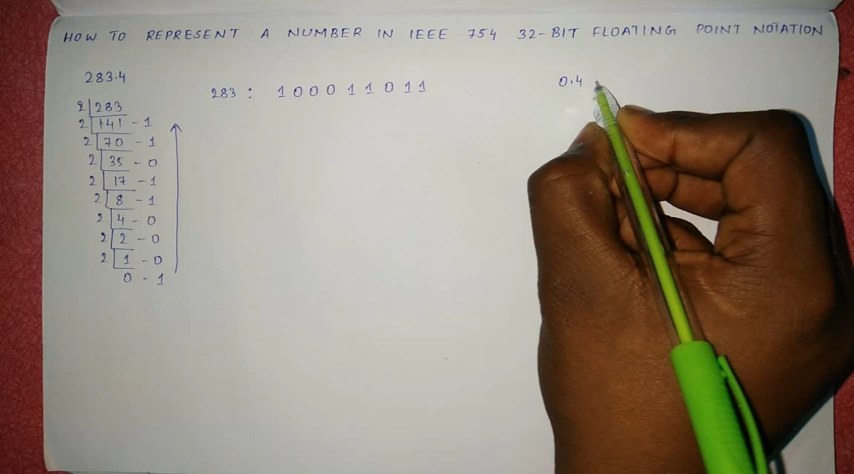 HOW TO REPRESENT A NUMBER IN IEEE 754 32-BIT FLOATING POINT NOTATION
283.4
283 : 1 0 0 0 1 1 0 1 1
0.4
2 283
2 141 - 1
2 70 - 1
2 35 - 0
2 17 - 1
2 8 - 1
2 4 - 0
2 2 - 0
2 1 - 0
0 - 1